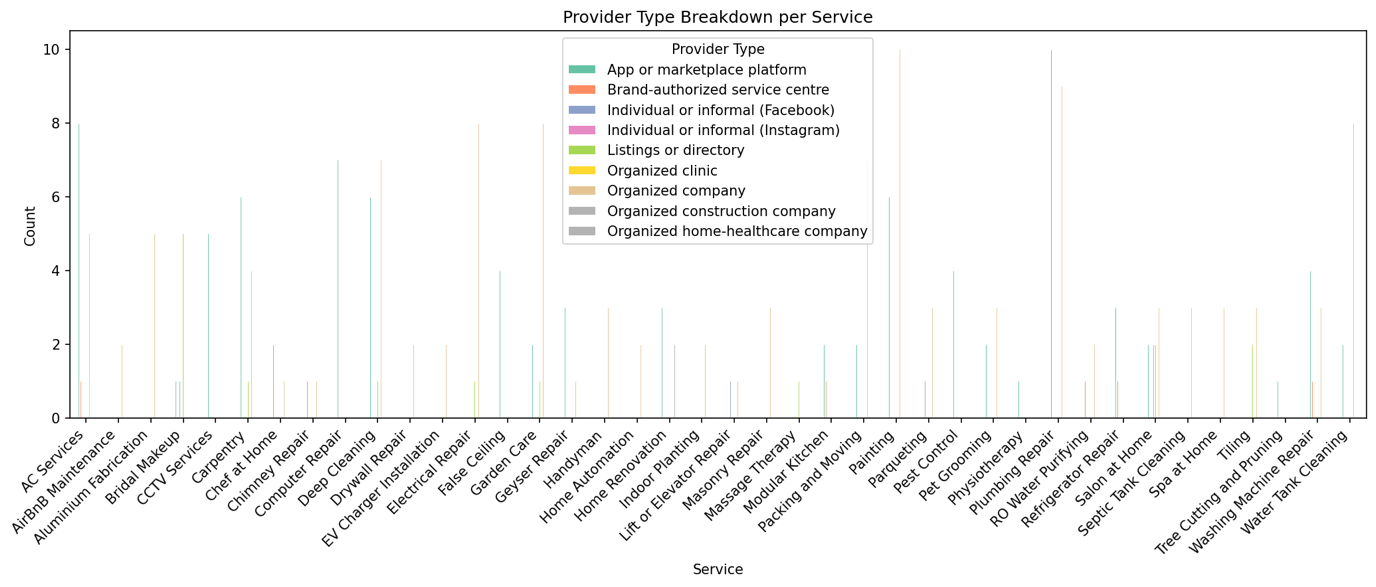 Provider Type Breakdown per Service
Provider Type
App or marketplace platform
Brand-authorized service centre
Individual or informal (Facebook)
Individual or informal (Instagram)
Listings or directory
Organized clinic
Organized company
Organized construction company
Organized home-healthcare company
Count
10
8
6
4
2
0
AC Services
AirBnB Maintenance
Aluminium Fabrication
Bridal Makeup
CCTV Services
Carpentry
Chef at Home
Chimney Repair
Computer Repair
Deep Cleaning
Drywall Repair
EV Charger Installation
Electrical Repair
False Ceiling
Garden Care
Geyser Repair
Handyman
Home Automation
Home Renovation
Indoor Planting
Lift or Elevator Repair
Masonry Repair
Massage Therapy
Modular Kitchen
Packing and Moving
Painting
Parqueting
Pest Control
Pet Grooming
Physiotherapy
Plumbing Repair
RO Water Purifying
Refrigerator Repair
Salon at Home
Septic Tank Cleaning
Spa at Home
Tilling
Tree Cutting and Pruning
Washing Machine Repair
Water Tank Cleaning
Service